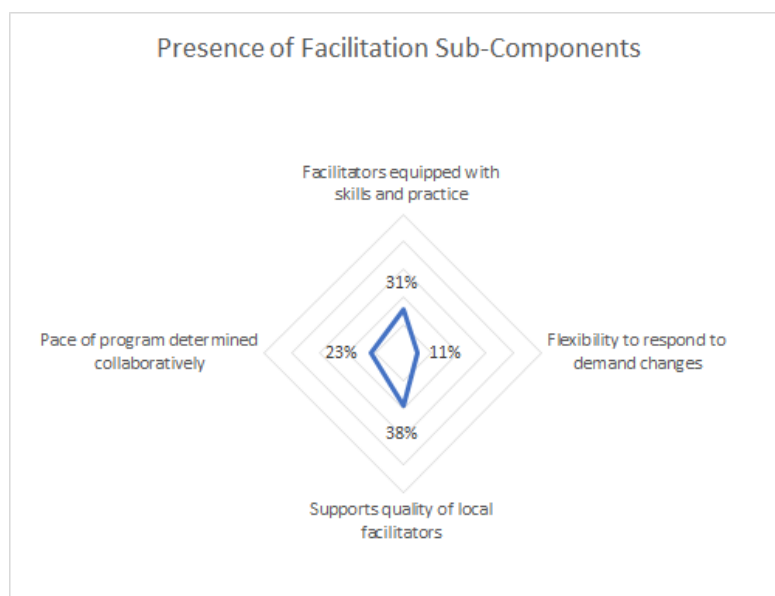 Presence of Facilitation Sub-Components
Facilitators equipped with
skills and practice
31%
Pace of program determined
collaboratively
23%
11%
Flexibility to respond to
demand changes
38%
Supports quality of local
facilitators